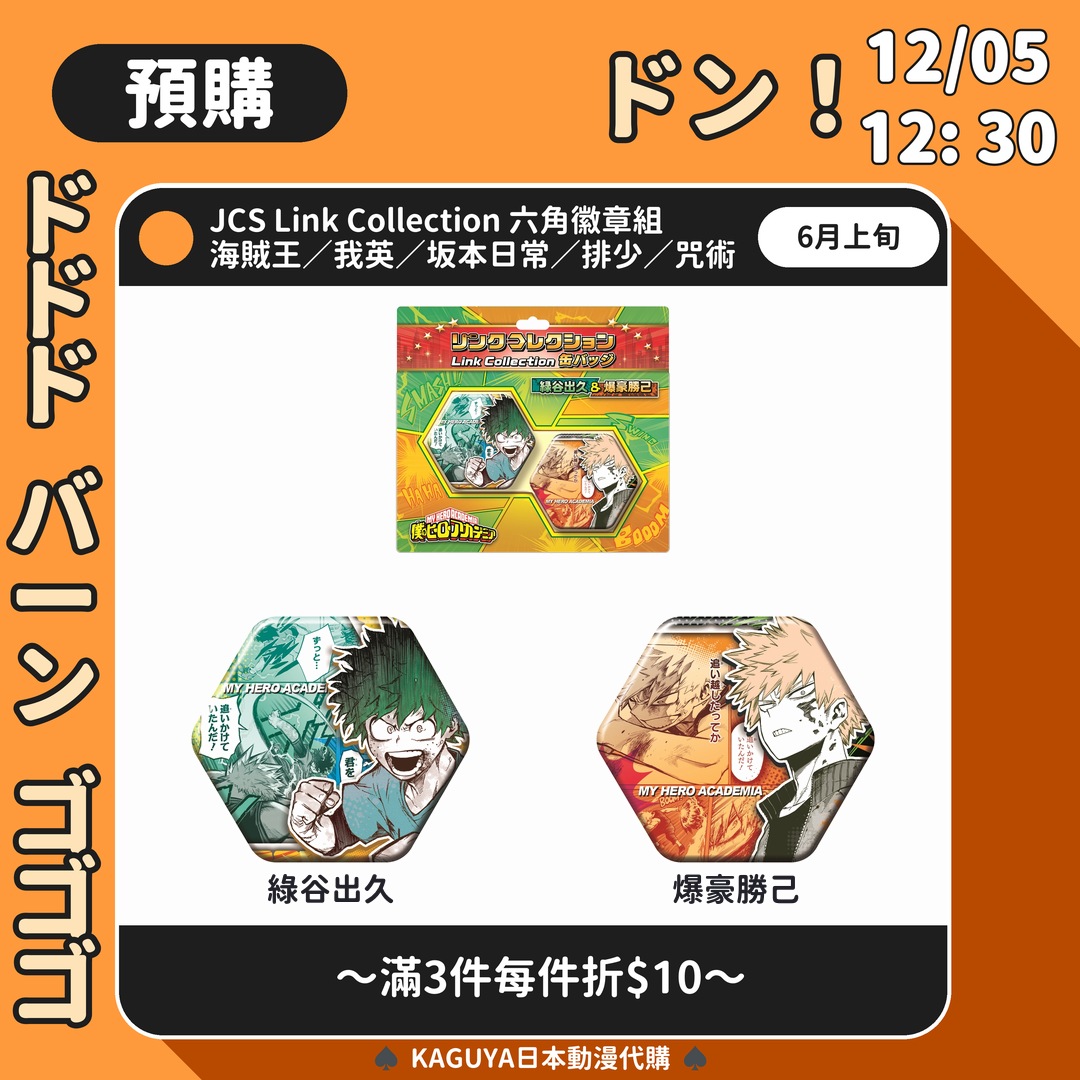 預購
ドン！
12/05
12: 30
ドドド バーン ゴゴゴ
JCS Link Collection 六角徽章組
海賊王／我英／坂本日常／排少／咒術
6月上旬
リンクコレクション
Link Collection 缶バッジ
緑谷出久 & 爆豪勝己
SMASH!!
HAHA
BOOOM
MY HERO ACADEMIA
僕のヒーローアカデミア
ずっと…
MY HERO ACADE
追いかけて
いたんだ！
君を
綠谷出久
追い越したってか
追いかけて
いたんだ！
MY HERO ACADEMIA
BOOM
爆豪勝己
～滿3件每件折$10～
♠ KAGUYA日本動漫代購 ♠